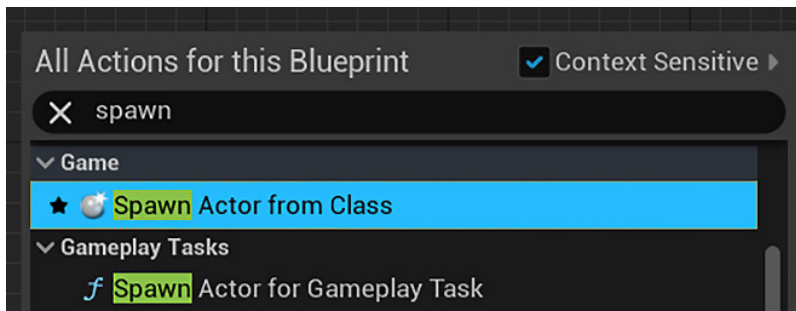 All Actions for this Blueprint Context Sensitive
spawn
Game
Spawn Actor from Class
Gameplay Tasks
f Spawn Actor for Gameplay Task